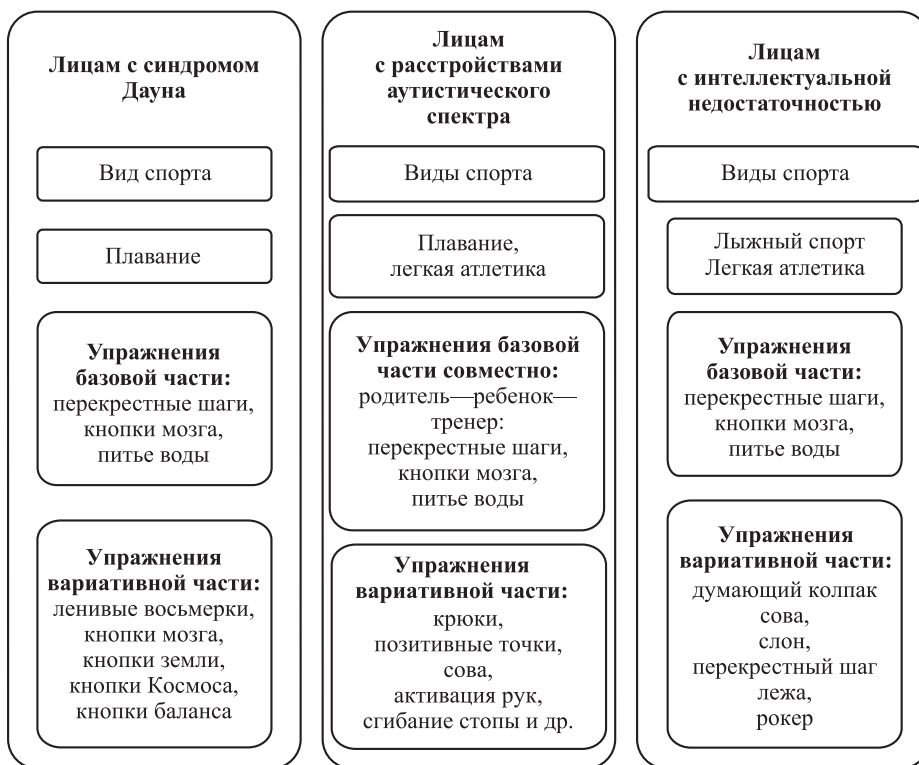 Лицам с синдромом
Дауна
Вид спорта
Плавание
Упражнения
базовой части:
перекрестные шаги,
кнопки мозга,
питье воды
Упражнения
вариативной части:
ленивые восьмерки,
кнопки мозга,
кнопки земли,
кнопки Космоса,
кнопки баланса
Лицам
с расстройствами
аутистического
спектра
Виды спорта
Плавание,
легкая атлетика
Упражнения базовой
части совместно:
родитель—ребенок—
тренер:
перекрестные шаги,
кнопки мозга,
питье воды
Упражнения
вариативной части:
крюки,
позитивные точки,
сова,
активация рук,
сгибание стопы и др.
Лицам
с интеллектуальной
недостаточностью
Виды спорта
Лыжный спорт
Легкая атлетика
Упражнения
базовой части:
перекрестные шаги,
кнопки мозга,
питье воды
Упражнения
вариативной части:
думающий колпак
сова,
слон,
перекрестный шаг
лежа,
рокер